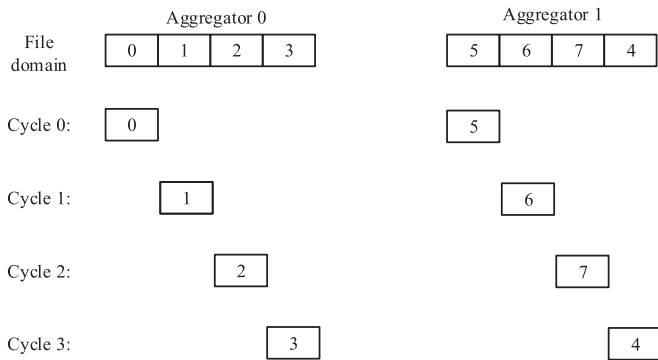 Aggregator 0 Aggregator 1
File domain 0 1 2 3 5 6 7 4
Cycle 0: 0 5
Cycle 1: 1 6
Cycle 2: 2 7
Cycle 3: 3 4